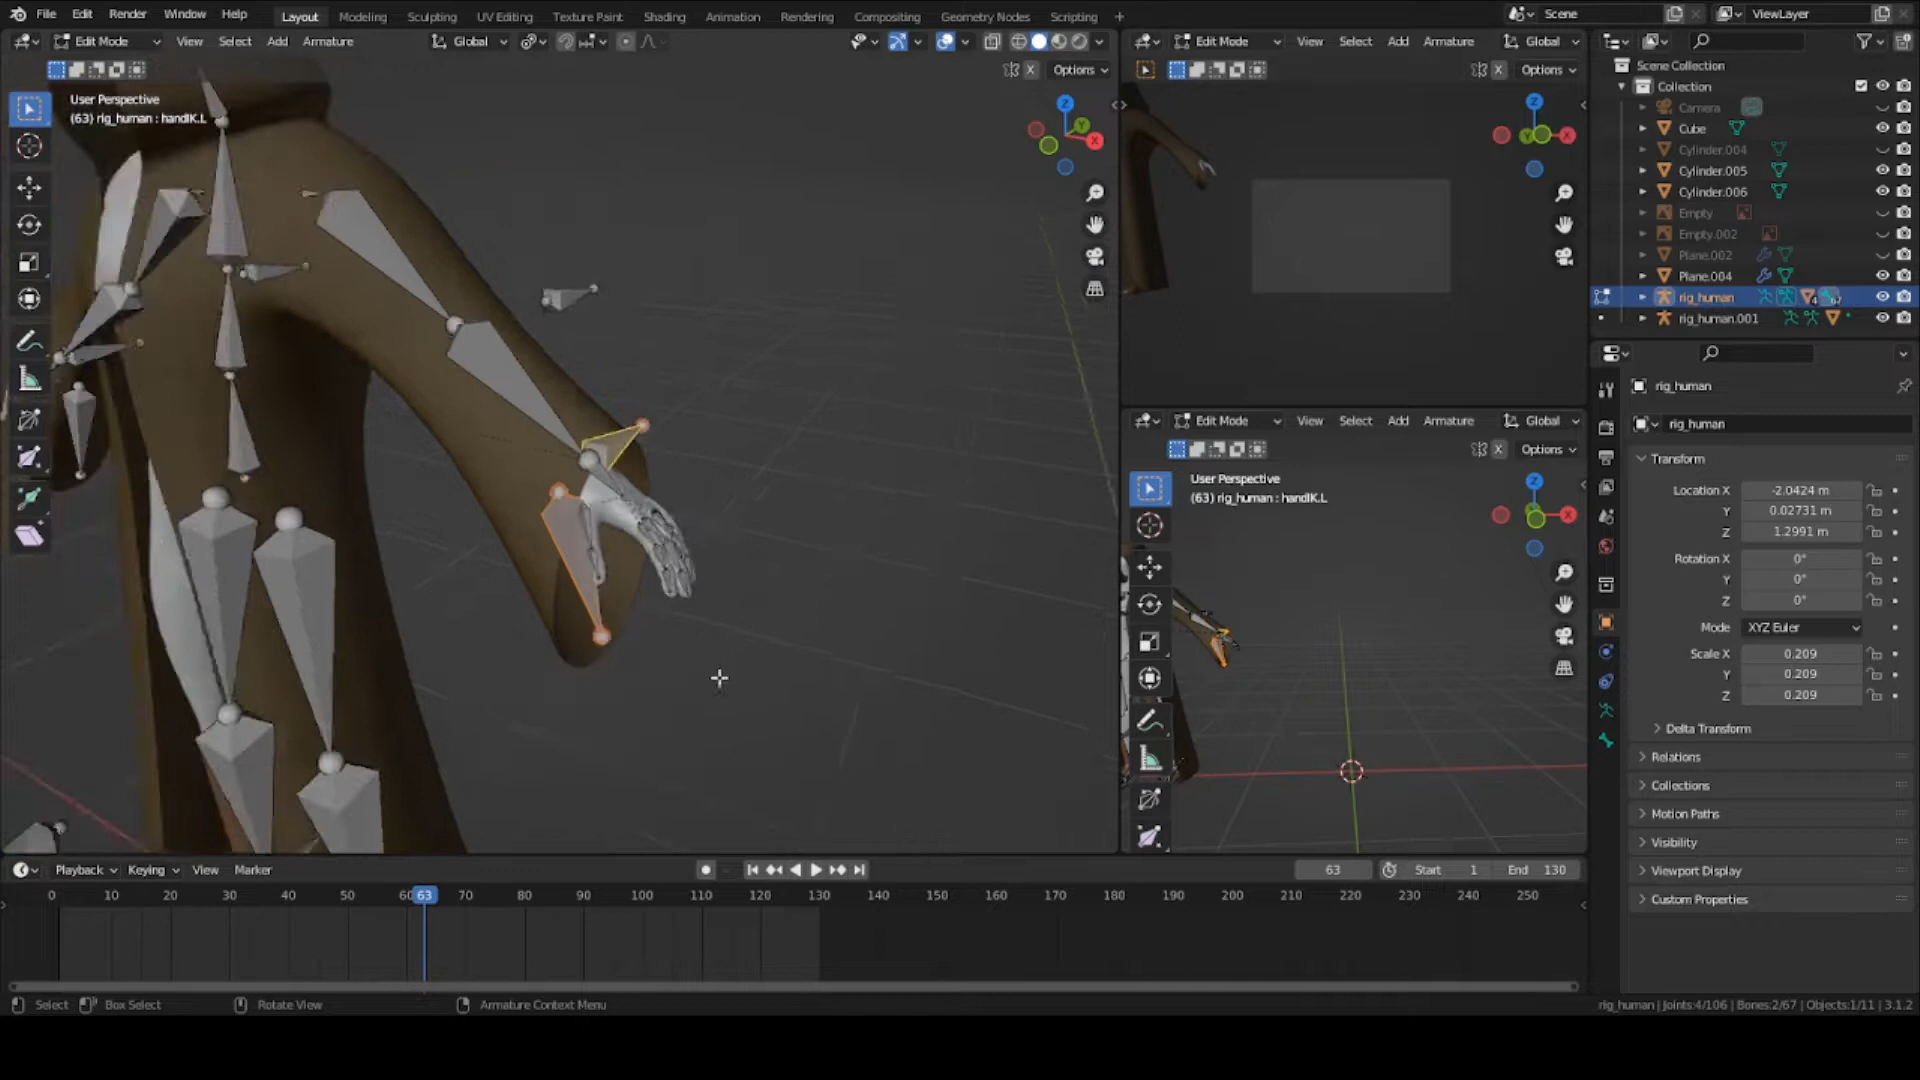 File Edit Render Window Help Layout Modeling Sculpting UV Editing Texture Paint Shading Animation Rendering Compositing Geometry Nodes Scripting + Scene ViewLayer
Edit Mode View Select Add Armature Global
X Options
User Perspective
(63) rig_human : handIK.L
Z
Y
X
Edit Mode View Select Add Armature Global
X Options
Z
Y
X
Edit Mode View Select Add Armature Global
X Options
User Perspective
(63) rig_human : handIK.L
Z
X
Scene Collection
Collection
Camera
Cube
Cylinder.004
Cylinder.005
Cylinder.006
Empty
Empty.002
Plane.002
Plane.004
rig_human 4 67
rig_human.001
rig_human
rig_human
Transform
Location X -2.0424 m
Y 0.02731 m
Z 1.2991 m
Rotation X 0°
Y 0°
Z 0°
Mode XYZ Euler
Scale X 0.209
Y 0.209
Z 0.209
Delta Transform
Relations
Collections
Motion Paths
Visibility
Viewport Display
Custom Properties
Playback Keying View Marker 63 Start 1 End 130
0 10 20 30 40 50 60 63 70 80 90 100 110 120 130 140 150 160 170 180 190 200 210 220 230 240 250
Select Box Select Rotate View Armature Context Menu rig_human | Joints:4/106 | Bones:2/67 | Objects:1/11 | 3.1.2